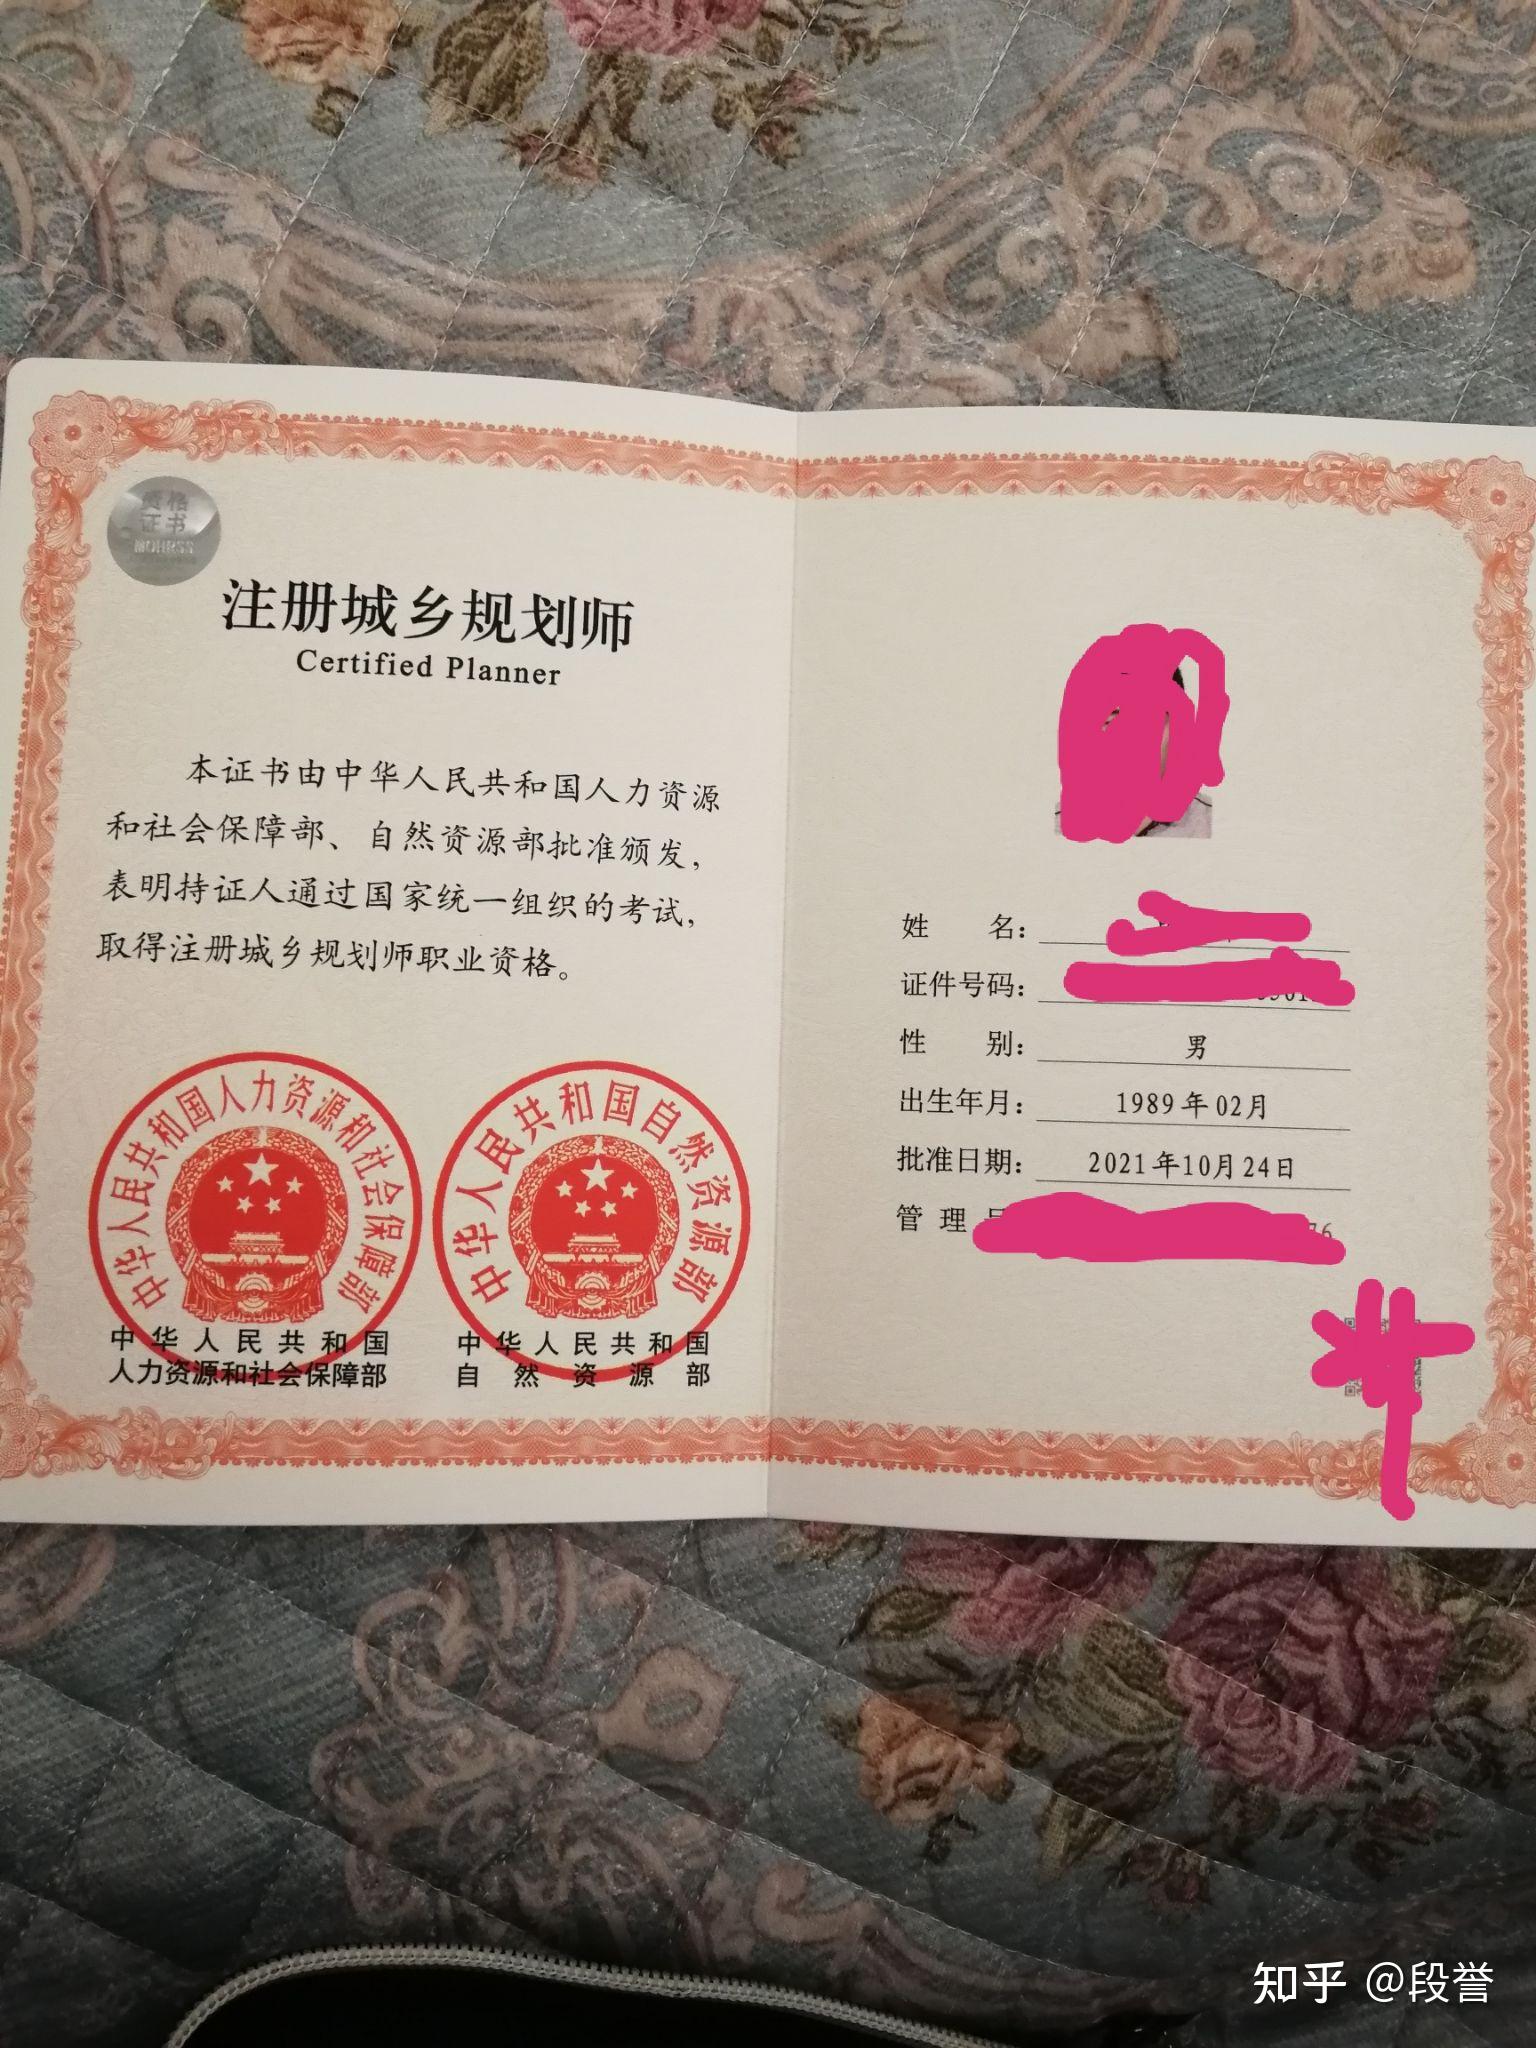 资格
证书
MOHRSS
注册城乡规划师
Certified Planner
本证书由中华人民共和国人力资源
和社会保障部、自然资源部批准颁发，
表明持证人通过国家统一组织的考试，
取得注册城乡规划师职业资格。
中华人民共和国人力资源和社会保障部
中华人民共和国自然资源部
中华人民共和国
人力资源和社会保障部
中华人民共和国
自然资源部
姓名：
证件号码：
性别：男
出生年月：1989年02月
批准日期：2021年10月24日
管理 76
知乎 @段誉